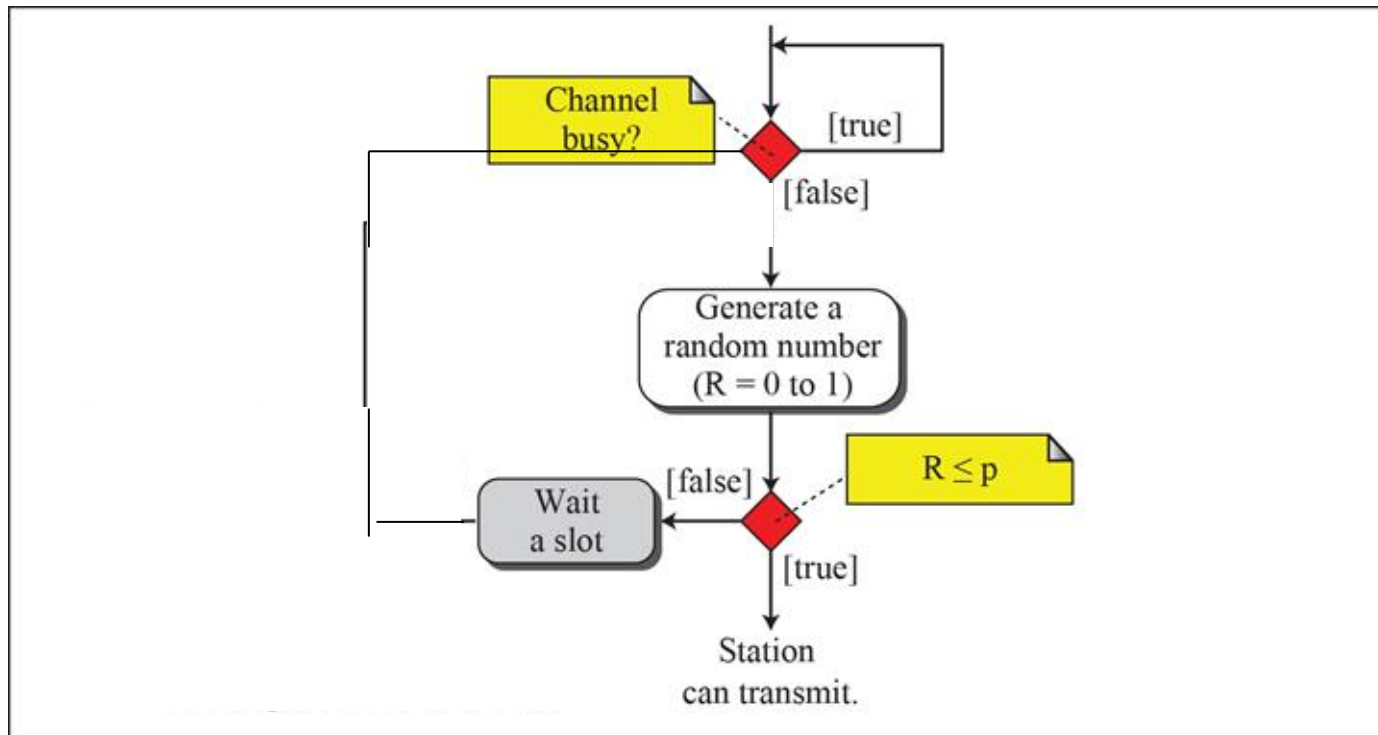 Channel
busy?
[true]
[false]
Generate a
random number
(R = 0 to 1)
R ≤ p
[false]
Wait
a slot
[true]
Station
can transmit.